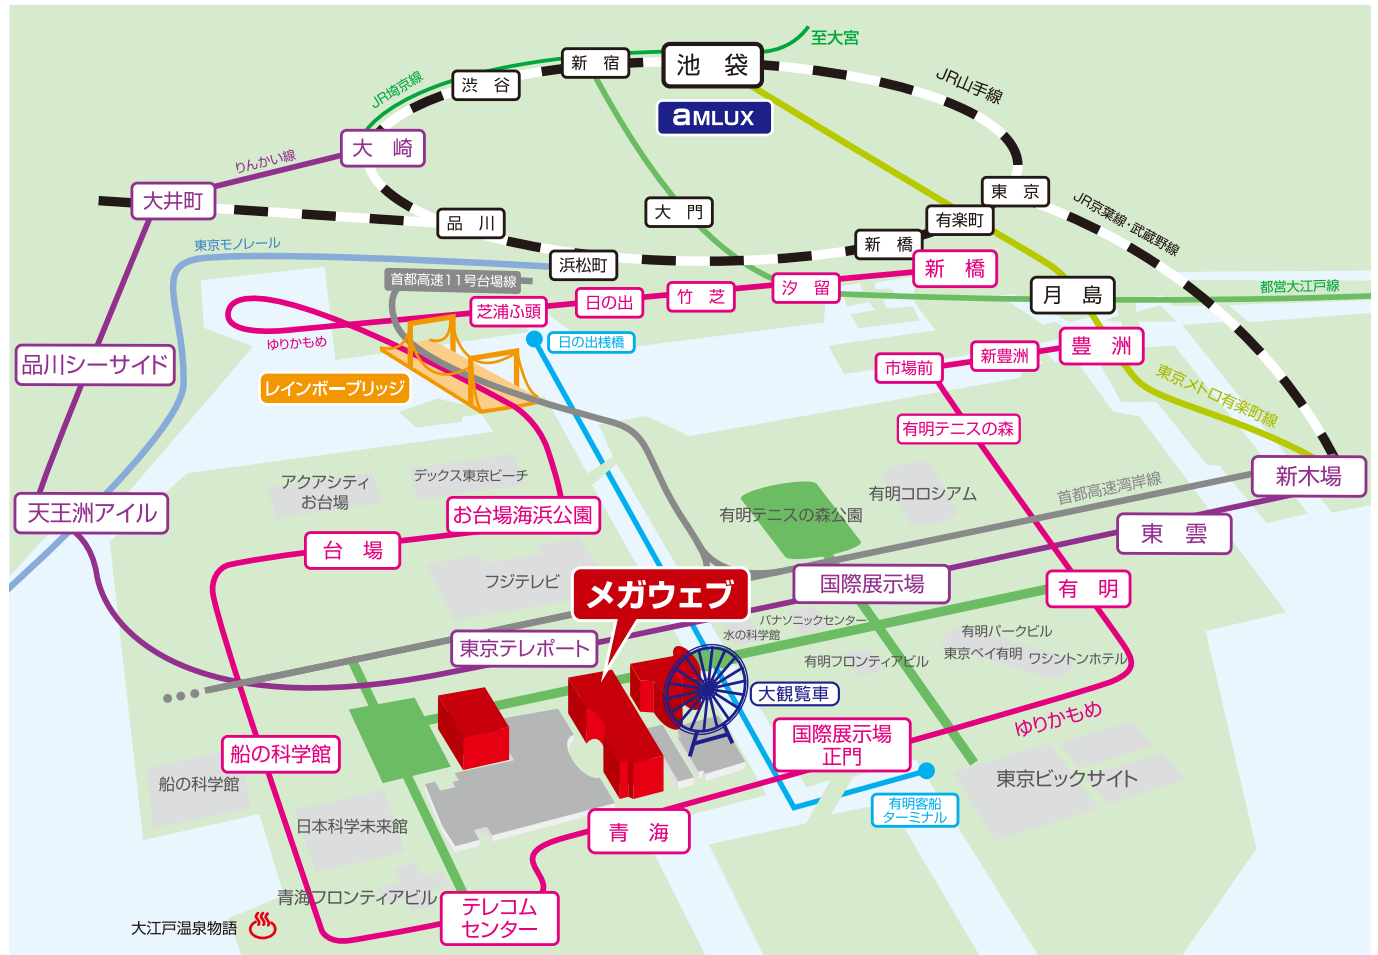 至大宮
新 宿
池 袋
JR山手線
渋 谷
JR埼京線
aMLUX
大 崎
りんかい線
大井町
東 京
JR京葉線・武蔵野線
大 門
有楽町
品 川
新 橋
東京モノレール
浜松町
新 橋
首都高速11号台場線
汐 留
月 島
都営大江戸線
竹 芝
日の出
芝浦ふ頭
ゆりかもめ
日の出桟橋
豊 洲
新豊洲
市場前
品川シーサイド
レインボーブリッジ
東京メトロ有楽町線
有明テニスの森
アクアシティ
お台場
デックス東京ビーチ
新木場
首都高速湾岸線
有明コロシアム
天王洲アイル
お台場海浜公園
有明テニスの森公園
東 雲
台 場
フジテレビ
メガウェブ
国際展示場
有 明
パナソニックセンター
水の科学館
有明パークビル
東京ベイ有明
ワシントンホテル
東京テレポート
有明フロンティアビル
大観覧車
ゆりかもめ
国際展示場
正門
船の科学館
船の科学館
東京ビックサイト
有明客船
ターミナル
日本科学未来館
青 海
青海フロンティアビル
テレコム
センター
大江戸温泉物語